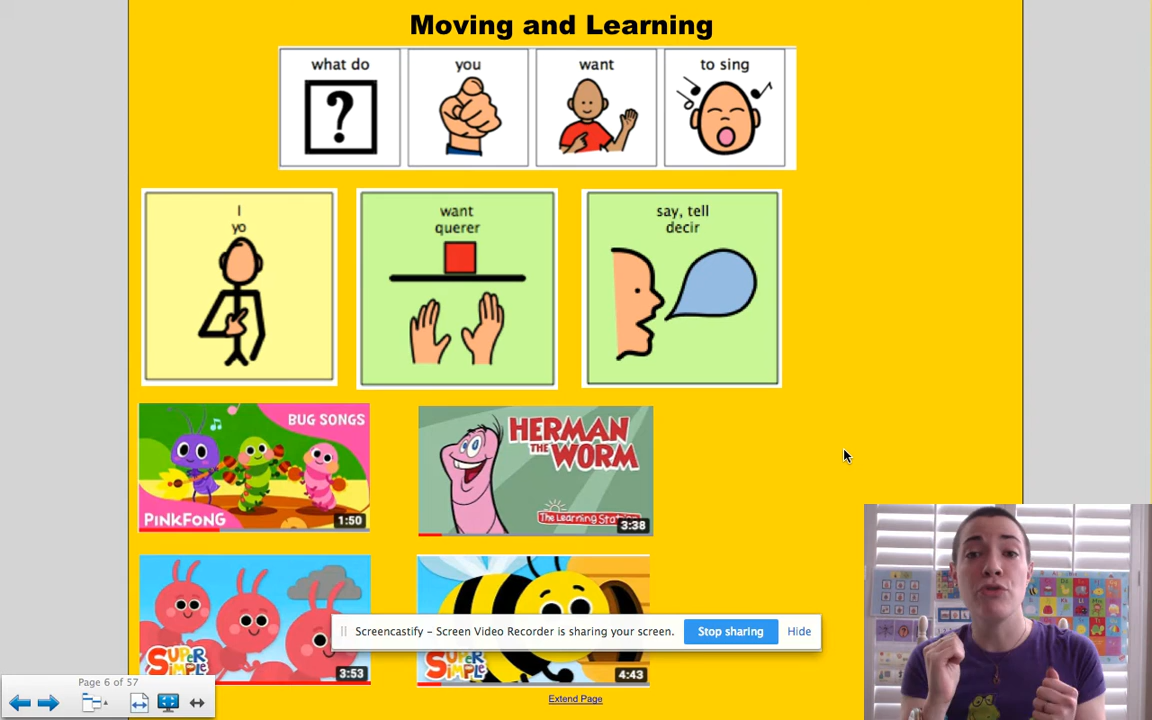 Moving and Learning
what do
you
want
to sing
?
I
yo
want
querer
say, tell
decir
BUG SONGS
PINKFONG
1:50
HERMAN
THE WORM
The Learning Station
3:38
SUPER
SIMPLE
3:53
SUPER
SIMPLE
4:43
Screencastify - Screen Video Recorder is sharing your screen.
Stop sharing
Hide
Page 6 of 57
Extend Page